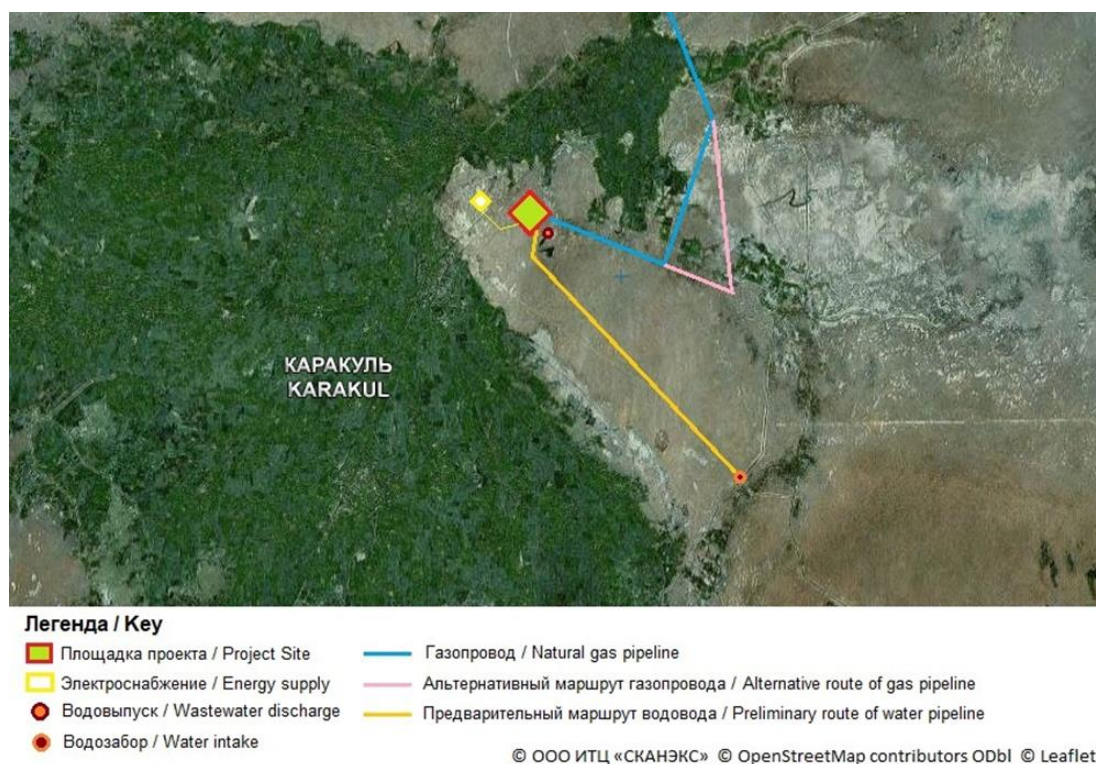 КАРАКУЛЬ
KARAKUL
Легенда / Key
Площадка проекта / Project Site
Электроснабжение / Energy supply
Водовыпуск / Wastewater discharge
Водозабор / Water intake
Газопровод / Natural gas pipeline
Альтернативный маршрут газопровода / Alternative route of gas pipeline
Предварительный маршрут водовода / Preliminary route of water pipeline
© ООО ИТЦ «СКАНЭКС» © OpenStreetMap contributors ODbl © Leaflet